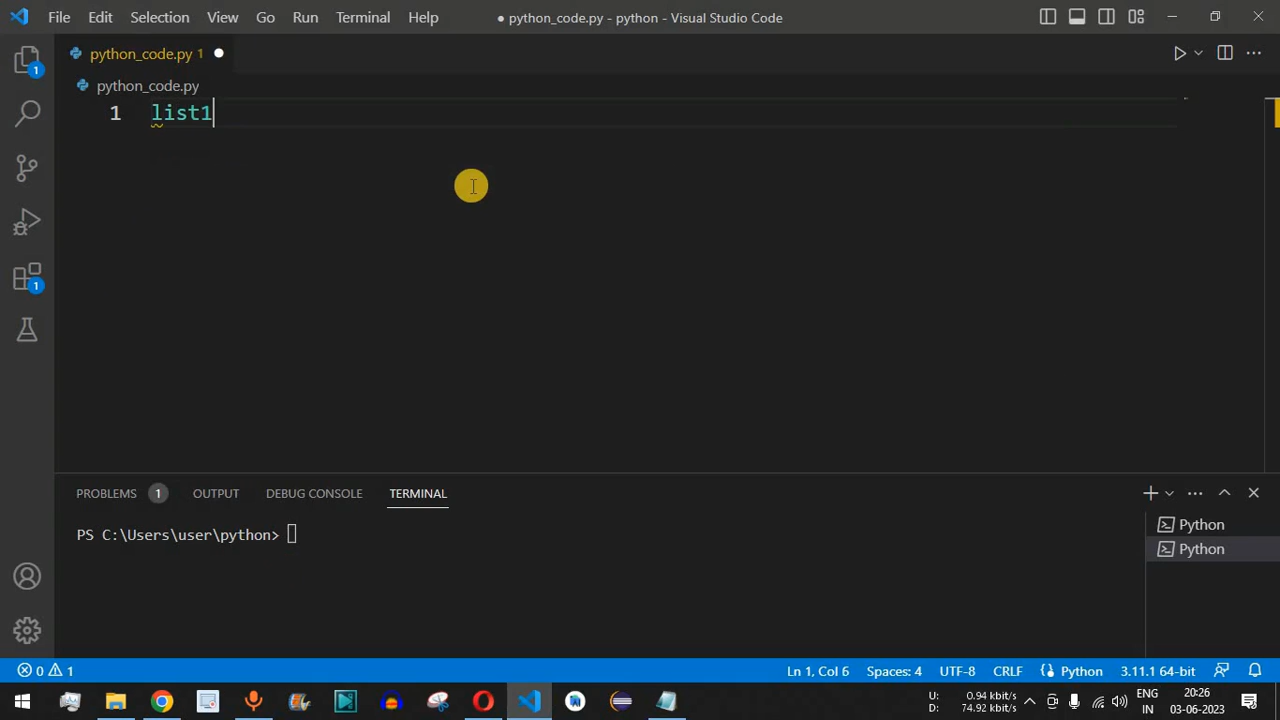 File Edit Selection View Go Run Terminal Help
● python_code.py - python - Visual Studio Code
python_code.py 1
python_code.py
1 list1
1
1
PROBLEMS 1 OUTPUT DEBUG CONSOLE TERMINAL
PS C:\Users\user\python>
Python
Python
0 1 Ln 1, Col 6 Spaces: 4 UTF-8 CRLF Python 3.11.1 64-bit
U: 0.94 kbit/s
D: 74.92 kbit/s
ENG
IN
20:26
03-06-2023